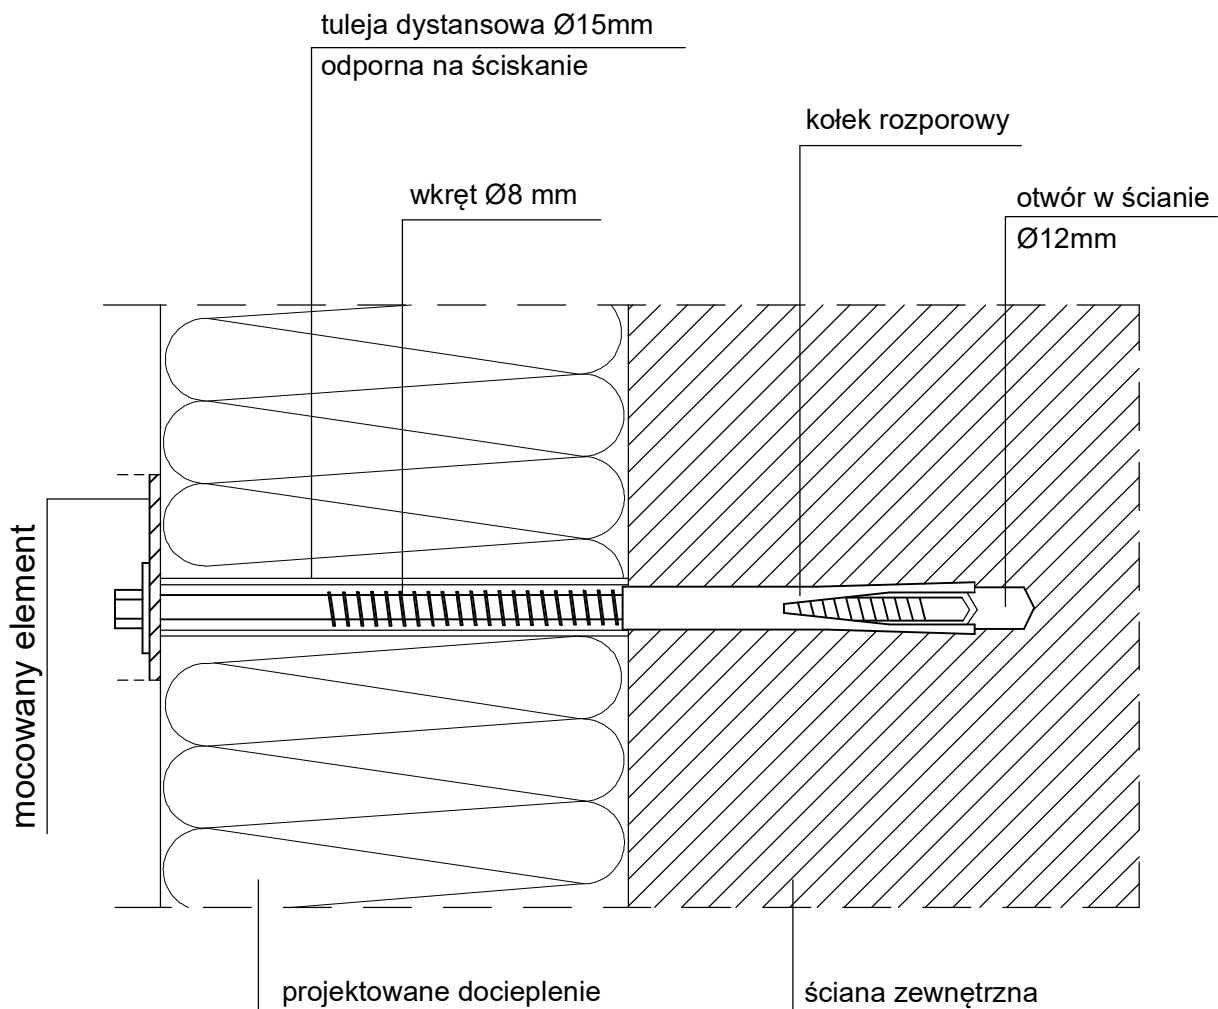 tuleja dystansowa Ø15mm
odporna na ściskanie
kołek rozporowy
wkręt Ø8 mm
otwór w ścianie
Ø12mm
mocowany element
projektowane docieplenie
ściana zewnętrzna